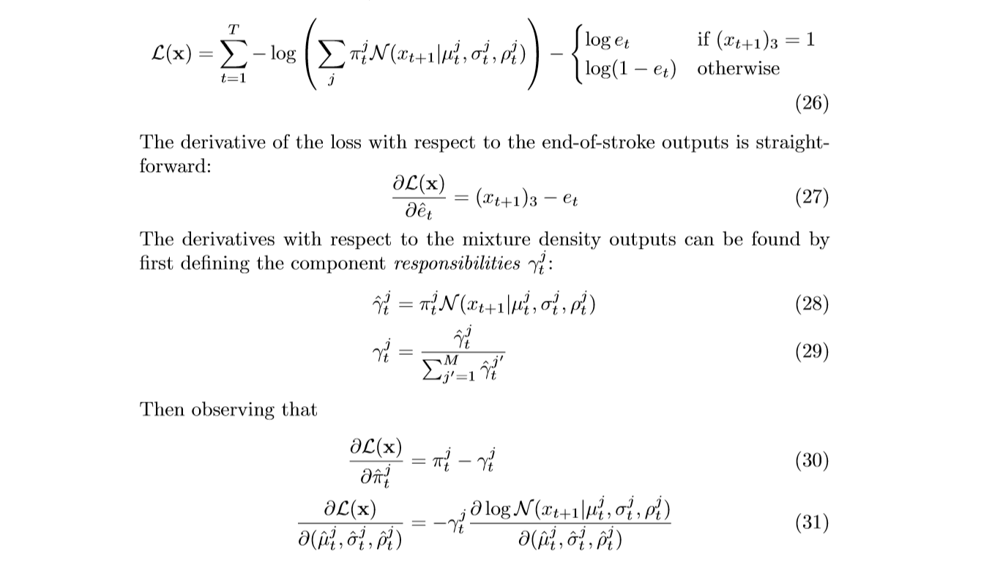 $\mathcal{L}(\mathbf{x}) = \sum_{t=1}^{T} -\log\left(\sum_{j} \pi_t^j \mathcal{N}(x_{t+1}|\mu_t^j, \sigma_t^j, \rho_t^j)\right) - \begin{cases} \log e_t & \text{if } (x_{t+1})_3 = 1 \\ \log(1 - e_t) & \text{otherwise} \end{cases}$
(26)
The derivative of the loss with respect to the end-of-stroke outputs is straight-
forward:
$\frac{\partial \mathcal{L}(\mathbf{x})}{\partial \hat{e}_t} = (x_{t+1})_3 - e_t$ (27)
The derivatives with respect to the mixture density outputs can be found by
first defining the component responsibilities $\gamma_t^j$:
$\hat{\gamma}_t^j = \pi_t^j \mathcal{N}(x_{t+1}|\mu_t^j, \sigma_t^j, \rho_t^j)$ (28)
$\gamma_t^j = \frac{\hat{\gamma}_t^j}{\sum_{j'=1}^{M} \hat{\gamma}_t^{j'}}$ (29)
Then observing that
$\frac{\partial \mathcal{L}(\mathbf{x})}{\partial \hat{\pi}_t^j} = \pi_t^j - \gamma_t^j$ (30)
$\frac{\partial \mathcal{L}(\mathbf{x})}{\partial (\hat{\mu}_t^j, \hat{\sigma}_t^j, \hat{\rho}_t^j)} = -\gamma_t^j \frac{\partial \log \mathcal{N}(x_{t+1}|\mu_t^j, \sigma_t^j, \rho_t^j)}{\partial (\hat{\mu}_t^j, \hat{\sigma}_t^j, \hat{\rho}_t^j)}$ (31)